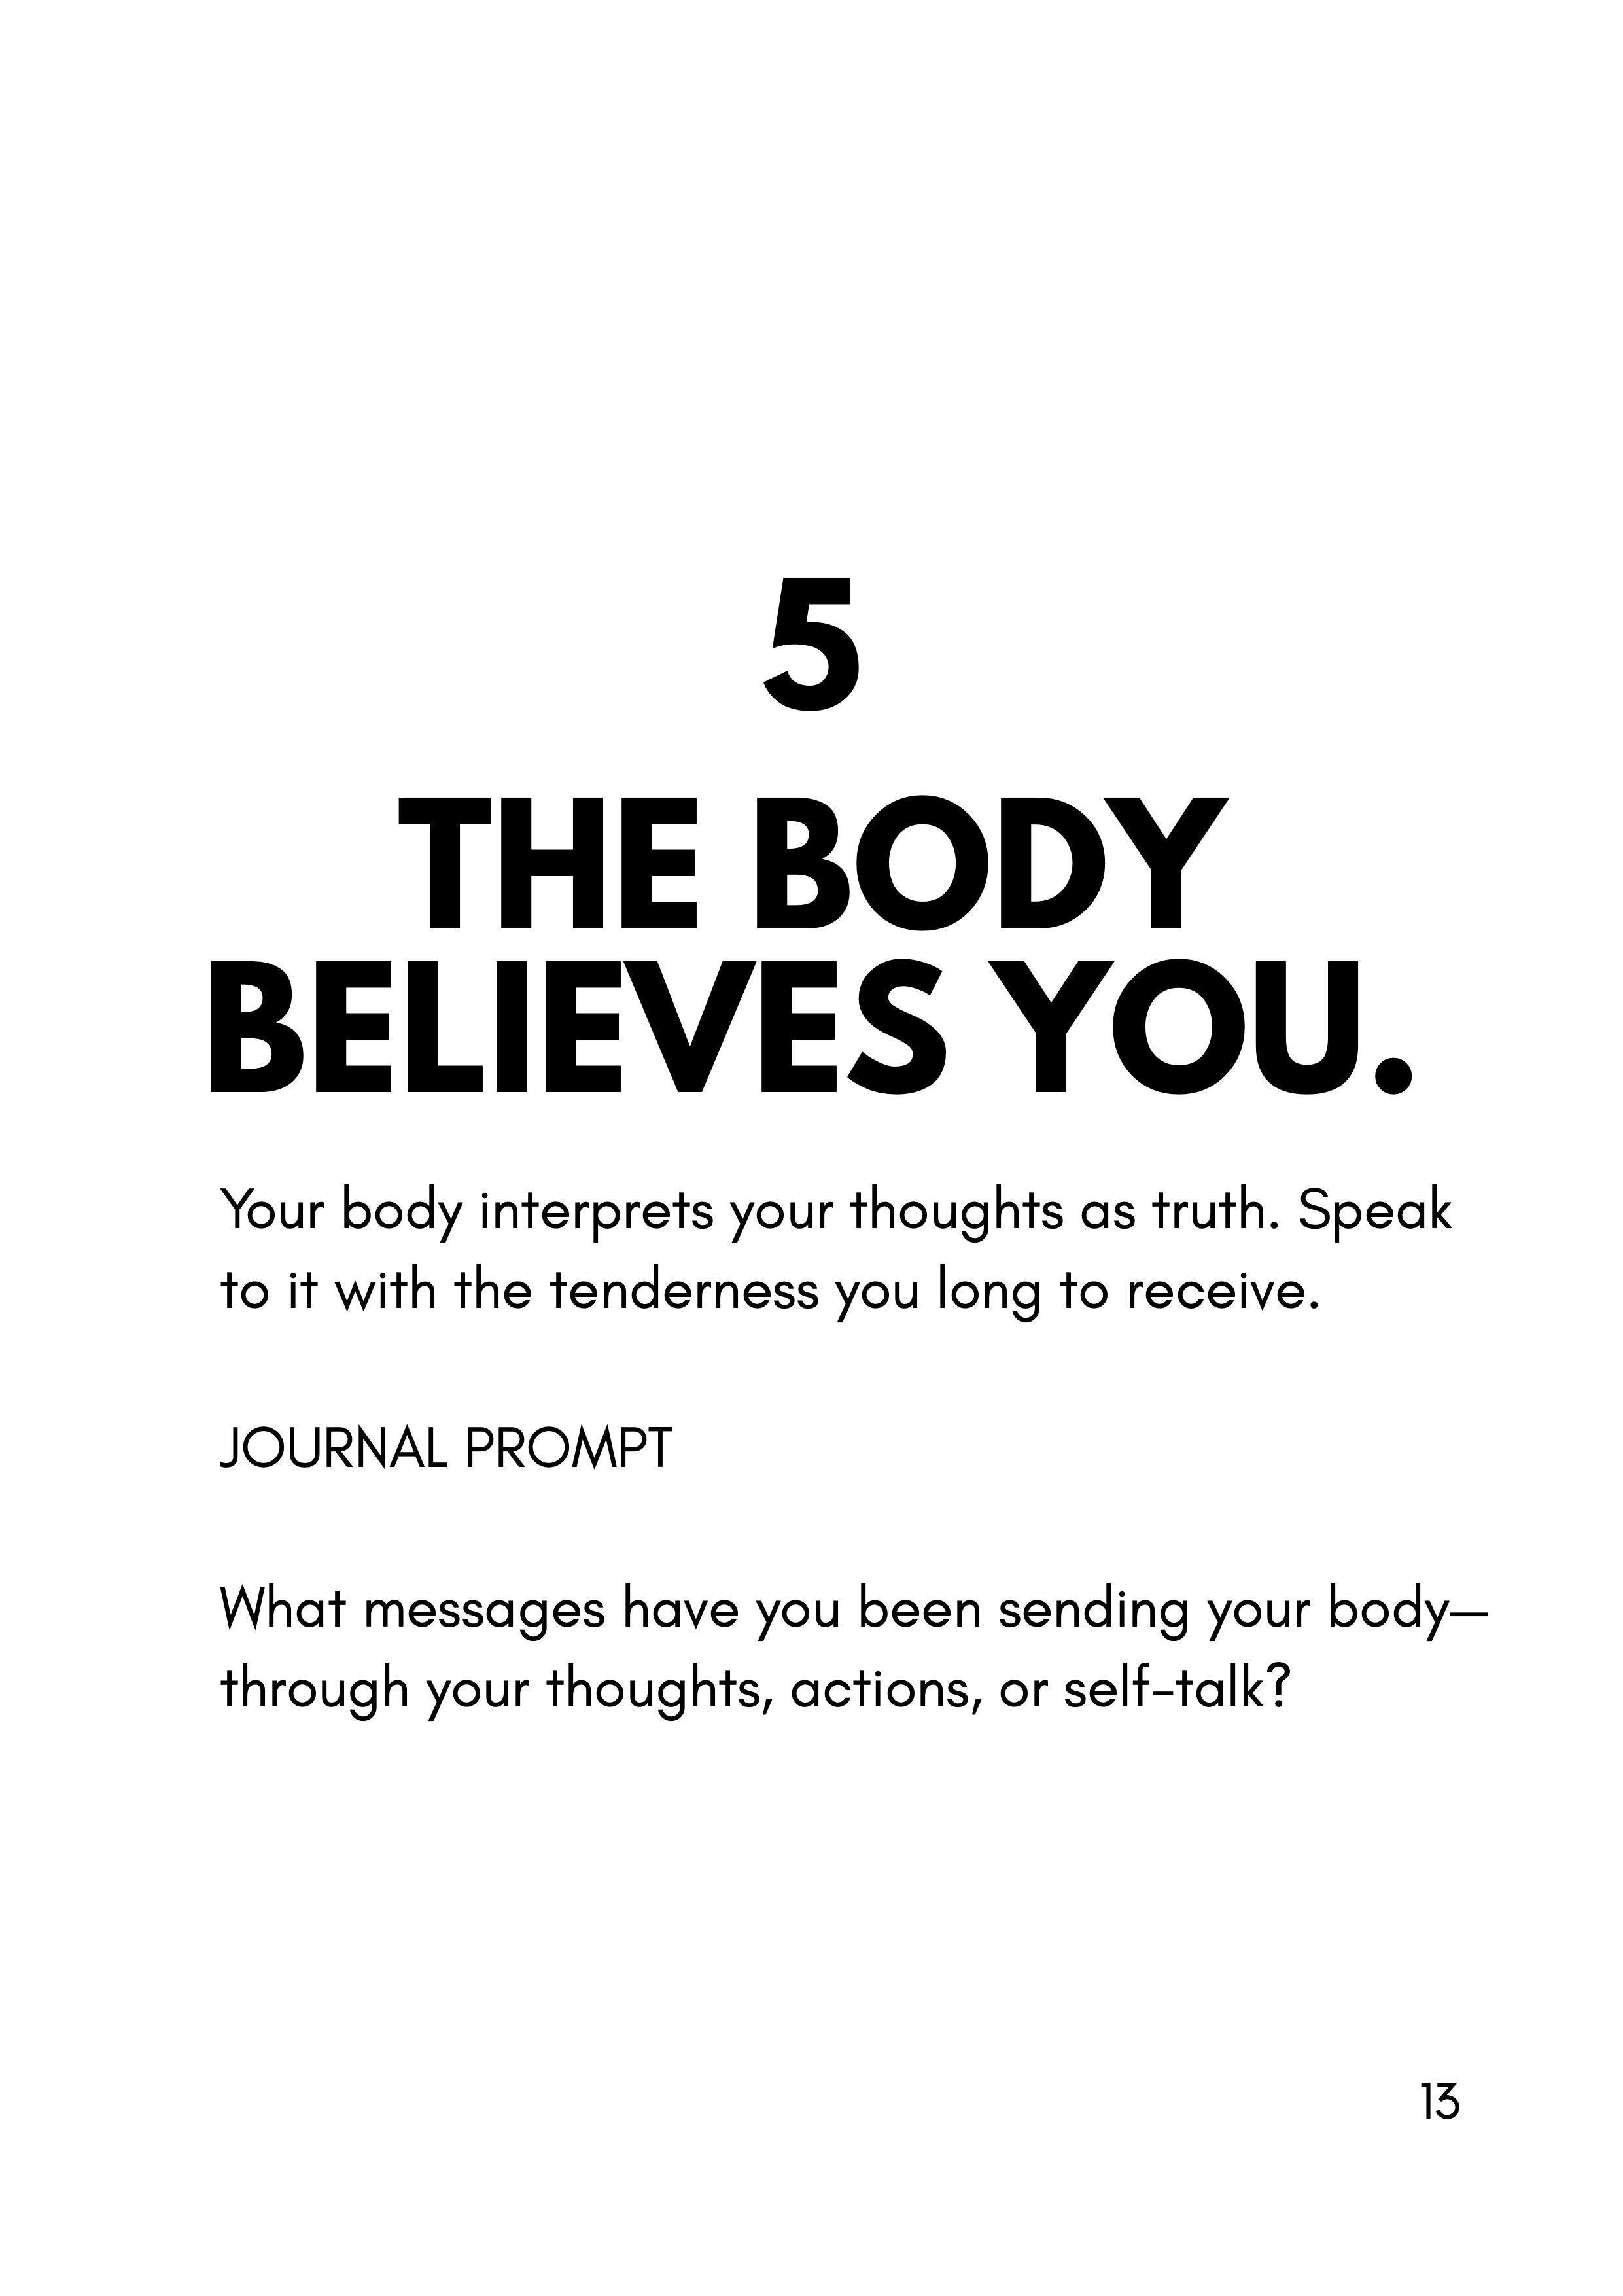 5
THE BODY
BELIEVES YOU.
Your body interprets your thoughts as truth. Speak
to it with the tenderness you long to receive.
JOURNAL PROMPT
What messages have you been sending your body—
through your thoughts, actions, or self-talk?
13